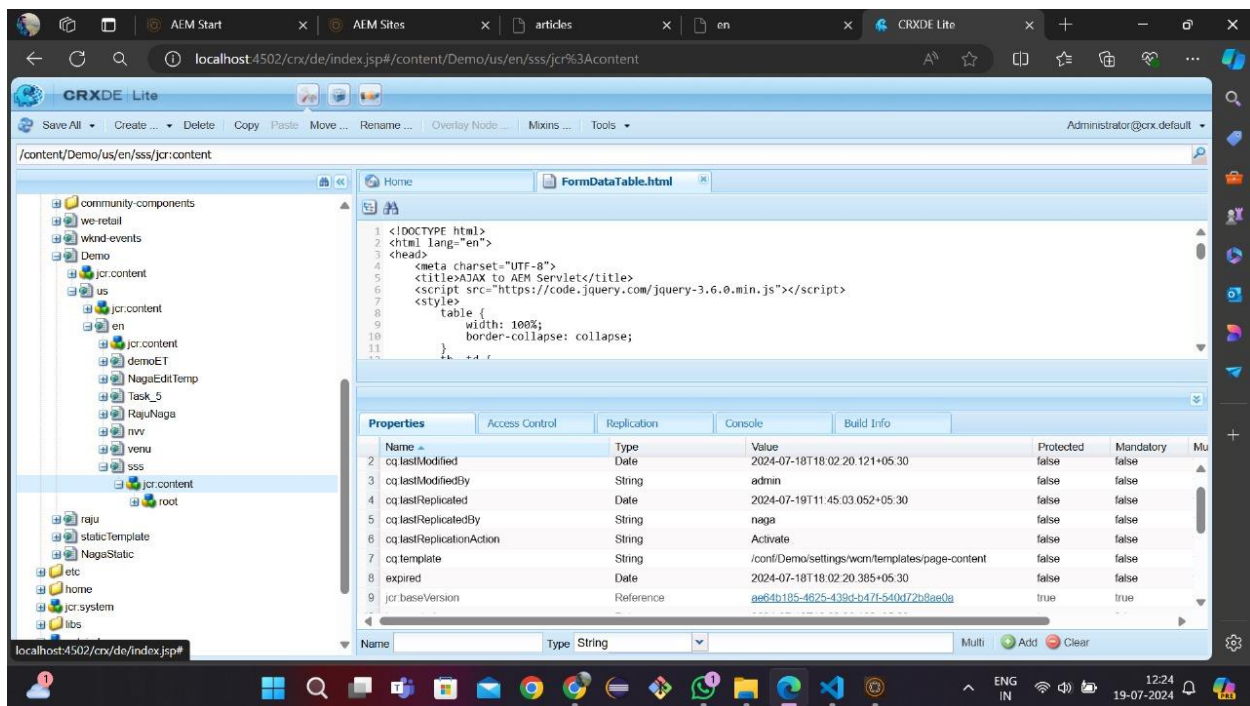 AEM Start
AEM Sites
articles
en
CRXDE Lite
localhost:4502/crx/de/index.jsp#/content/Demo/us/en/sss/jcr%3Acontent
CRXDE Lite
Save All Create ... Delete Copy Paste Move ... Rename ... Overlay Node ... Mixins ... Tools
Administrator@crx.default
/content/Demo/us/en/sss/jcr:content
community-components
we-retail
wknd-events
Demo
jcr:content
us
jcr:content
en
jcr:content
demoET
NagaEditTemp
Task_5
RajuNaga
nvv
venu
sss
jcr:content
root
raju
staticTemplate
NagaStatic
etc
home
jcr:system
libs
localhost:4502/crx/de/index.jsp#
Home
FormDataTable.html
1 <!DOCTYPE html>
2 <html lang="en">
3 <head>
4 <meta charset="UTF-8">
5 <title>AJAX to AEM Servlet</title>
6 <script src="https://code.jquery.com/jquery-3.6.0.min.js"></script>
7 <style>
8 table {
9 width: 100%;
10 border-collapse: collapse;
11 }
Properties Access Control Replication Console Build Info
Name Type Value Protected Mandatory Mu
2 cq:lastModified Date 2024-07-18T18:02:20.121+05:30 false false
3 cq:lastModifiedBy String admin false false
4 cq:lastReplicated Date 2024-07-19T11:45:03.052+05:30 false false
5 cq:lastReplicatedBy String naga false false
6 cq:lastReplicationAction String Activate false false
7 cq:template String /conf/Demo/settings/wcm/templates/page-content false false
8 expired Date 2024-07-18T18:02:20.385+05:30 false false
9 jcr:baseVersion Reference ae64b185-4625-439d-b47f-540d72b8ae0a true true
Name Type String Multi Add Clear
1
1
ENG
IN
12:24
19-07-2024
PRE